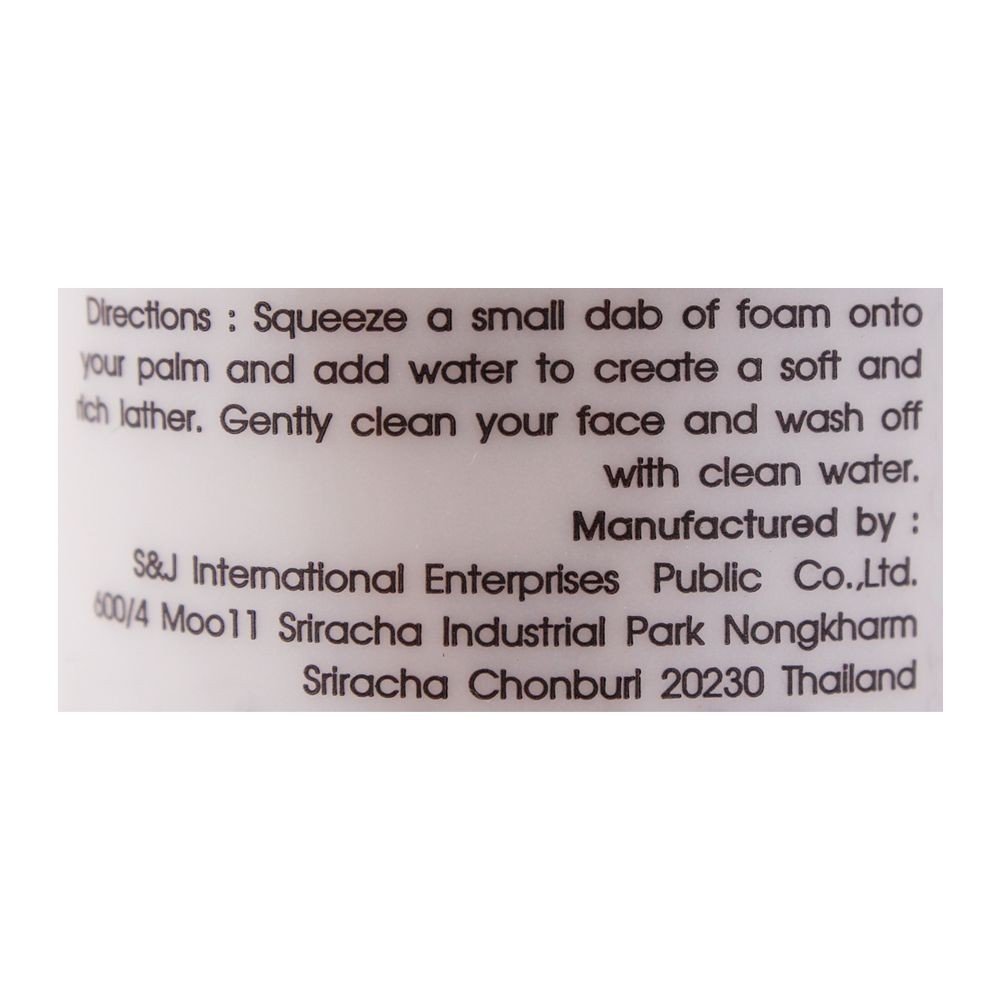 Directions : Squeeze a small dab of foam onto
your palm and add water to create a soft and
rich lather. Gently clean your face and wash off
with clean water.
Manufactured by :
S&J International Enterprises Public Co.,Ltd.
600/4 Moo11 Sriracha Industrial Park Nongkharm
Sriracha Chonburi 20230 Thailand